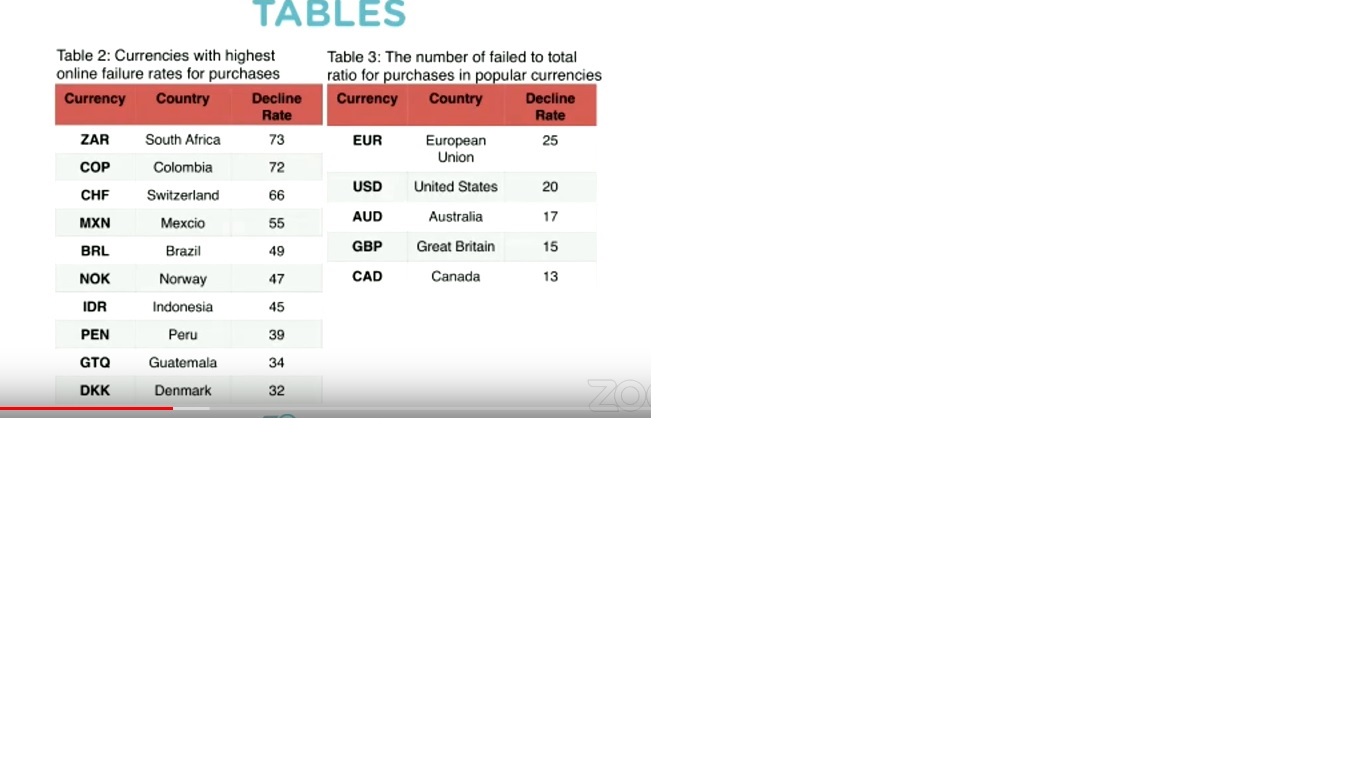 TABLES
Table 2: Currencies with highest
online failure rates for purchases
Currency Country Decline
Rate
ZAR South Africa 73
COP Colombia 72
CHF Switzerland 66
MXN Mexcio 55
BRL Brazil 49
NOK Norway 47
IDR Indonesia 45
PEN Peru 39
GTQ Guatemala 34
DKK Denmark 32
Table 3: The number of failed to total
ratio for purchases in popular currencies
Currency Country Decline
Rate
EUR European 25
Union
USD United States 20
AUD Australia 17
GBP Great Britain 15
CAD Canada 13